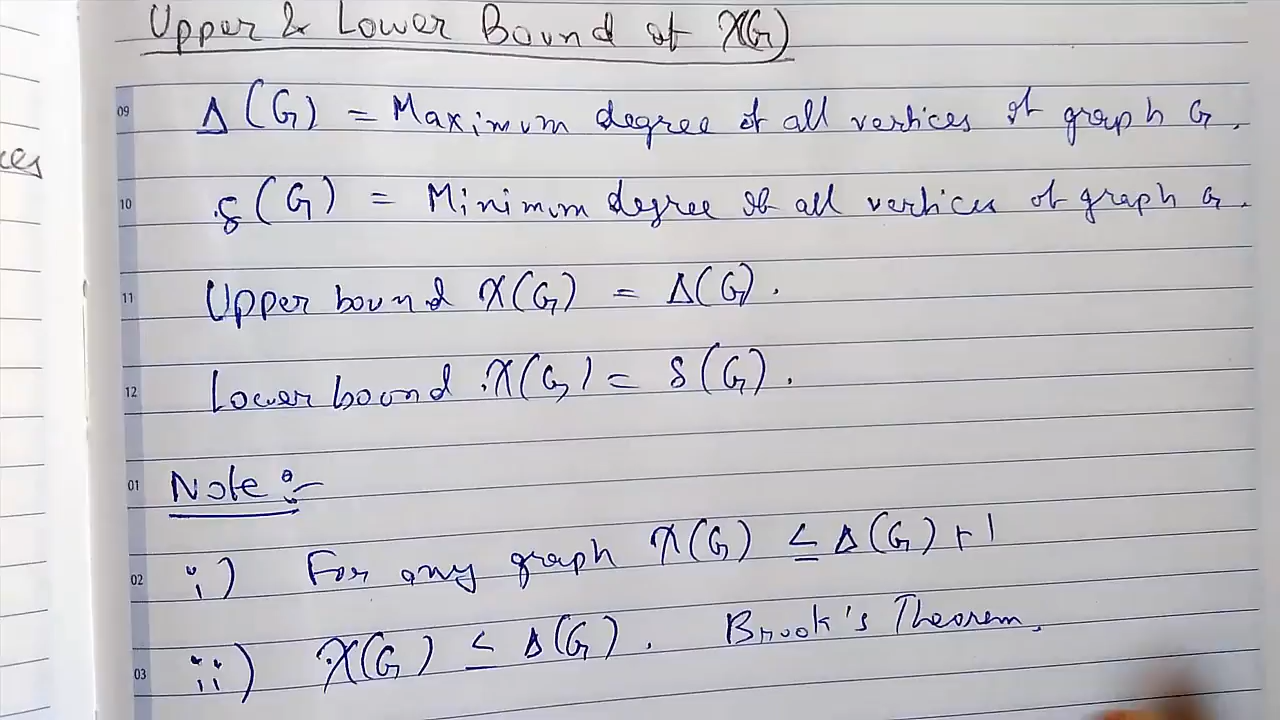 Upper & Lower Bound of χ(G)
09 Δ(G) = Maximum degree of all vertices of graph G.
ces
10 δ(G) = Minimum degree of all vertices of graph G.
11 Upper bound χ(G) = Δ(G).
12 Lower bound χ(G) = δ(G).
01 Note :-
02 i) For any graph χ(G) ≤ Δ(G) + 1
03 ii) χ(G) ≤ Δ(G). Brook's Theorem.